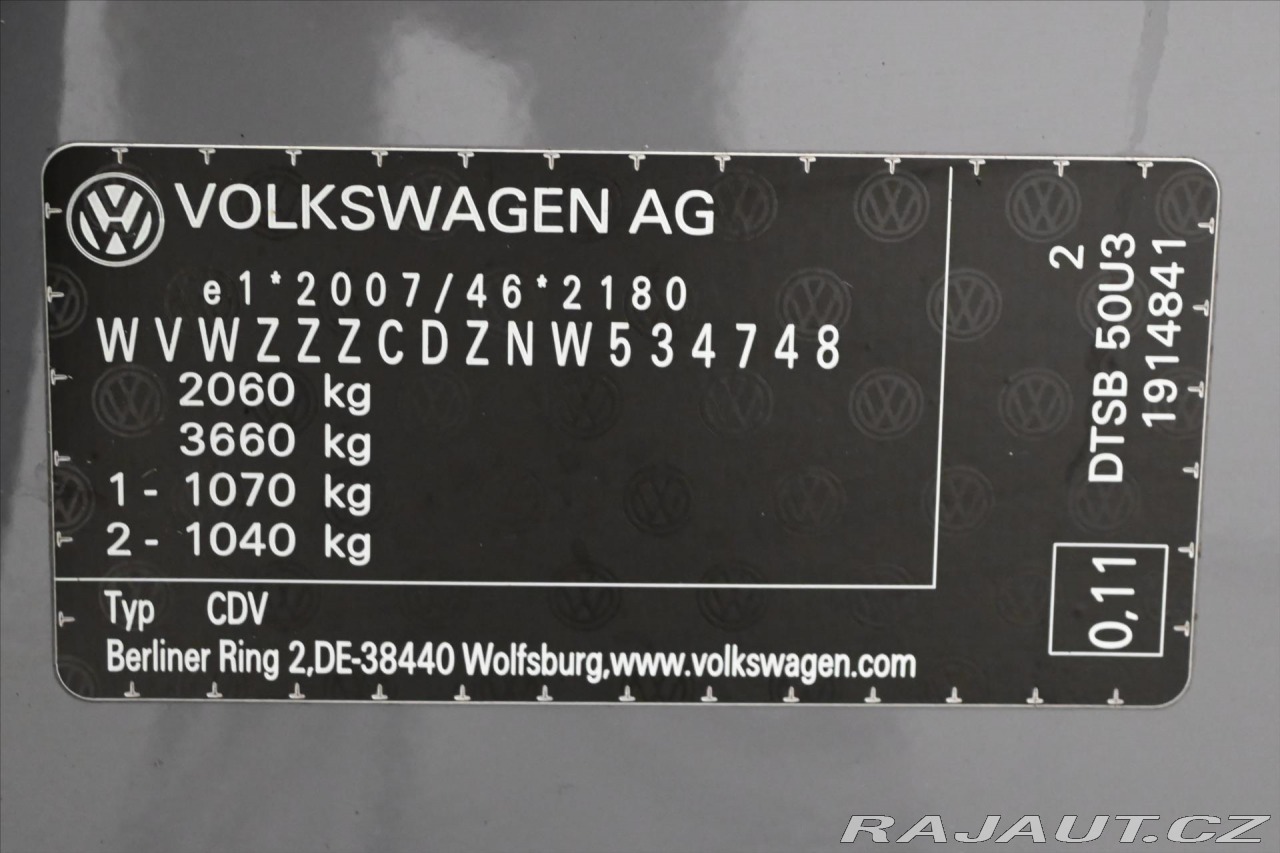 VOLKSWAGEN AG
e1*2007/46*2180
WVWZZZCDZNW534748
2060 kg
3660 kg
1 - 1070 kg
2 - 1040 kg
Typ CDV
Berliner Ring 2,DE-38440 Wolfsburg,www.volkswagen.com
2
DTSB 50U3
1914841
0,11
RAJAUT.CZ